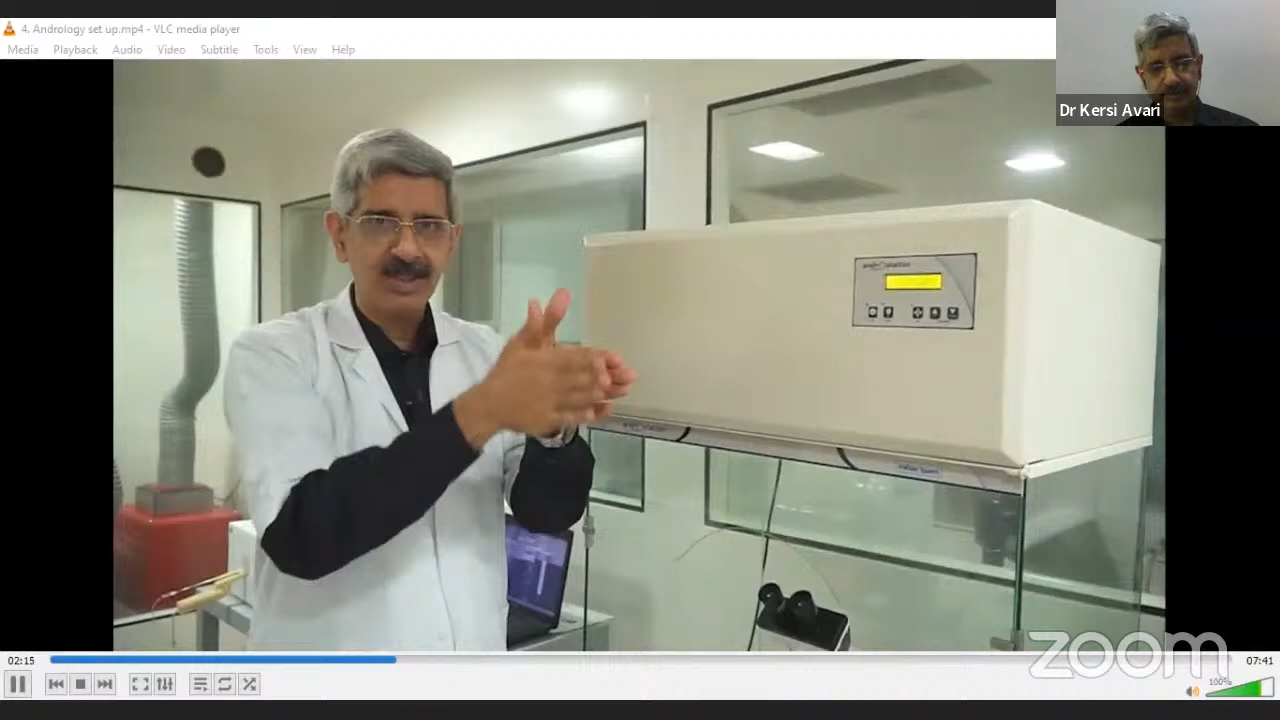 4. Andrology set up.mp4 - VLC media player
Media Playback Audio Video Subtitle Tools View Help
Dr Kersi Avari
02:15
07:41
zoom
100%